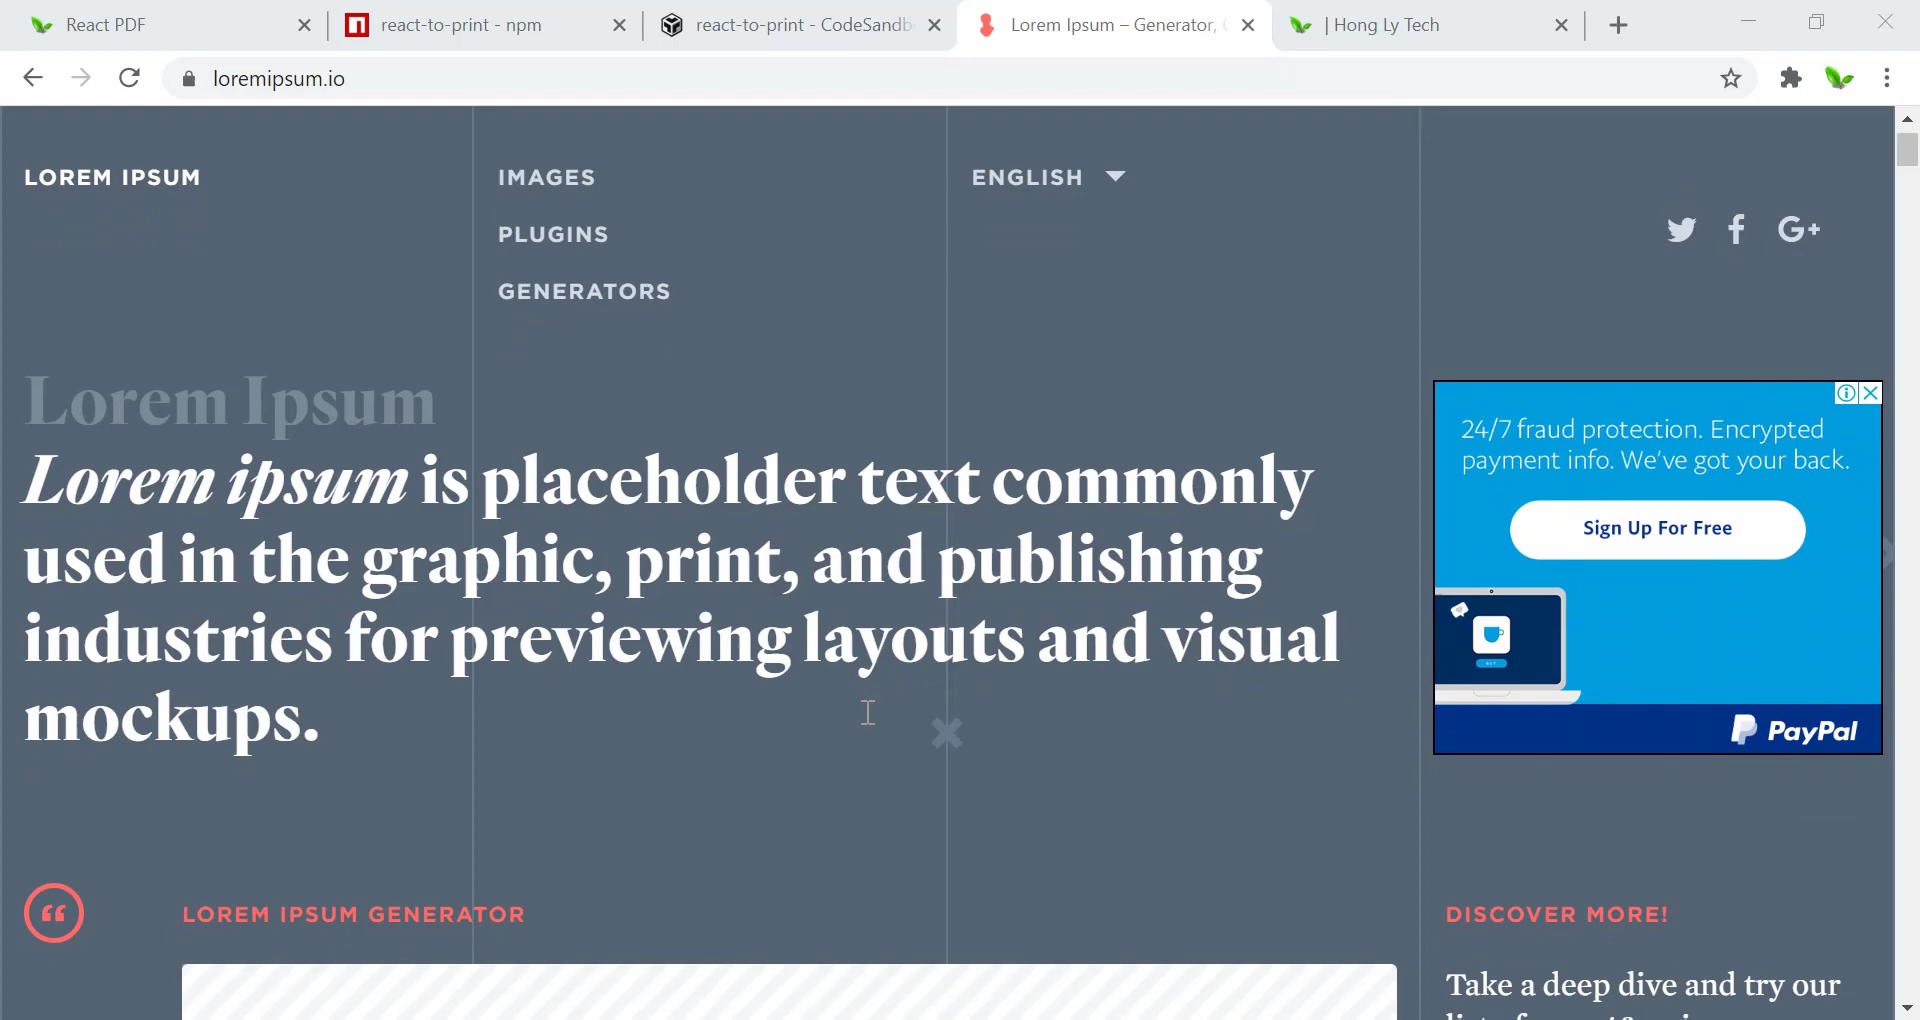 React PDF
react-to-print - npm
react-to-print - CodeSandb
Lorem Ipsum – Generator,
| Hong Ly Tech
loremipsum.io
LOREM IPSUM
IMAGES
ENGLISH
PLUGINS
GENERATORS
G+
Lorem Ipsum
Lorem ipsum is placeholder text commonly
used in the graphic, print, and publishing
industries for previewing layouts and visual
mockups.
24/7 fraud protection. Encrypted
payment info. We've got your back.
Sign Up For Free
PayPal
LOREM IPSUM GENERATOR
DISCOVER MORE!
Take a deep dive and try our